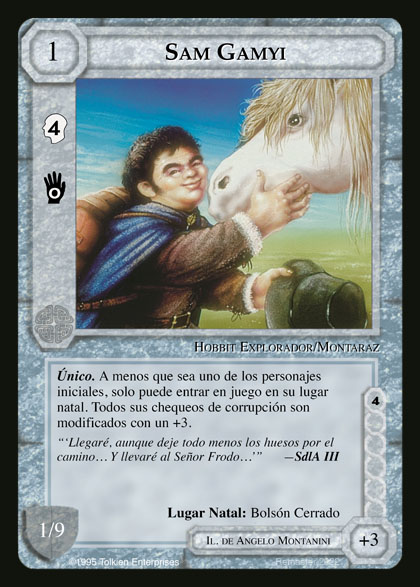 1
SAM GAMYI
4
HOBBIT EXPLORADOR/MONTARAZ
Único. A menos que sea uno de los personajes
iniciales, solo puede entrar en juego en su lugar
natal. Todos sus chequeos de corrupción son
modificados con un +3.
4
“‘Llegaré, aunque deje todo menos los huesos por el
camino… Y llevaré al Señor Frodo…’” —SdlA III
Lugar Natal: Bolsón Cerrado
1/9
IL. DE ANGELO MONTANINI
+3
©1995 Tolkien Enterprises